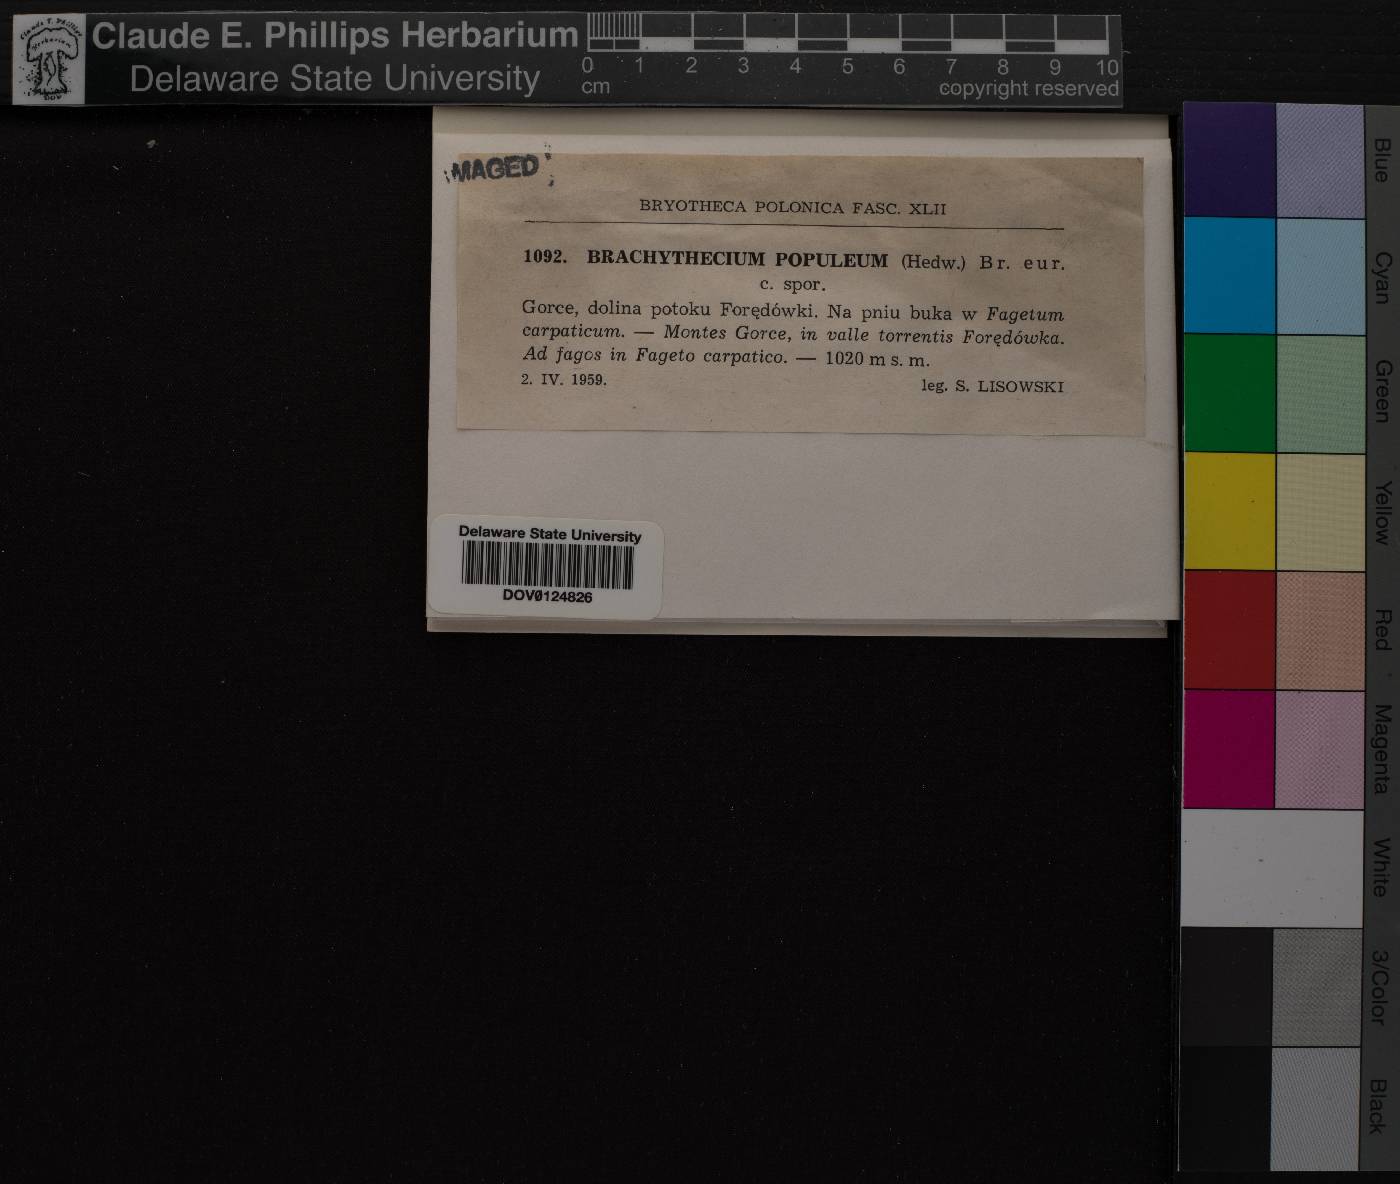 Claude E. Phillips Herbarium
Delaware State University
0 1 2 3 4 5 6 7 8 9 10
cm
copyright reserved
IMAGED
BRYOTHECA POLONICA FASC. XLII
1092. BRACHYTHECIUM POPULEUM (Hedw.) Br. eur.
c. spor.
Gorce, dolina potoku Forędówki. Na pniu buka w Fagetum
carpaticum. — Montes Gorce, in valle torrentis Forędówka.
Ad fagos in Fageto carpatico. — 1020 m s. m.
2. IV. 1959. leg. S. LISOWSKI
Delaware State University
DOV0124826
Blue
Cyan
Green
Yellow
Red
Magenta
White
3/Color
Black